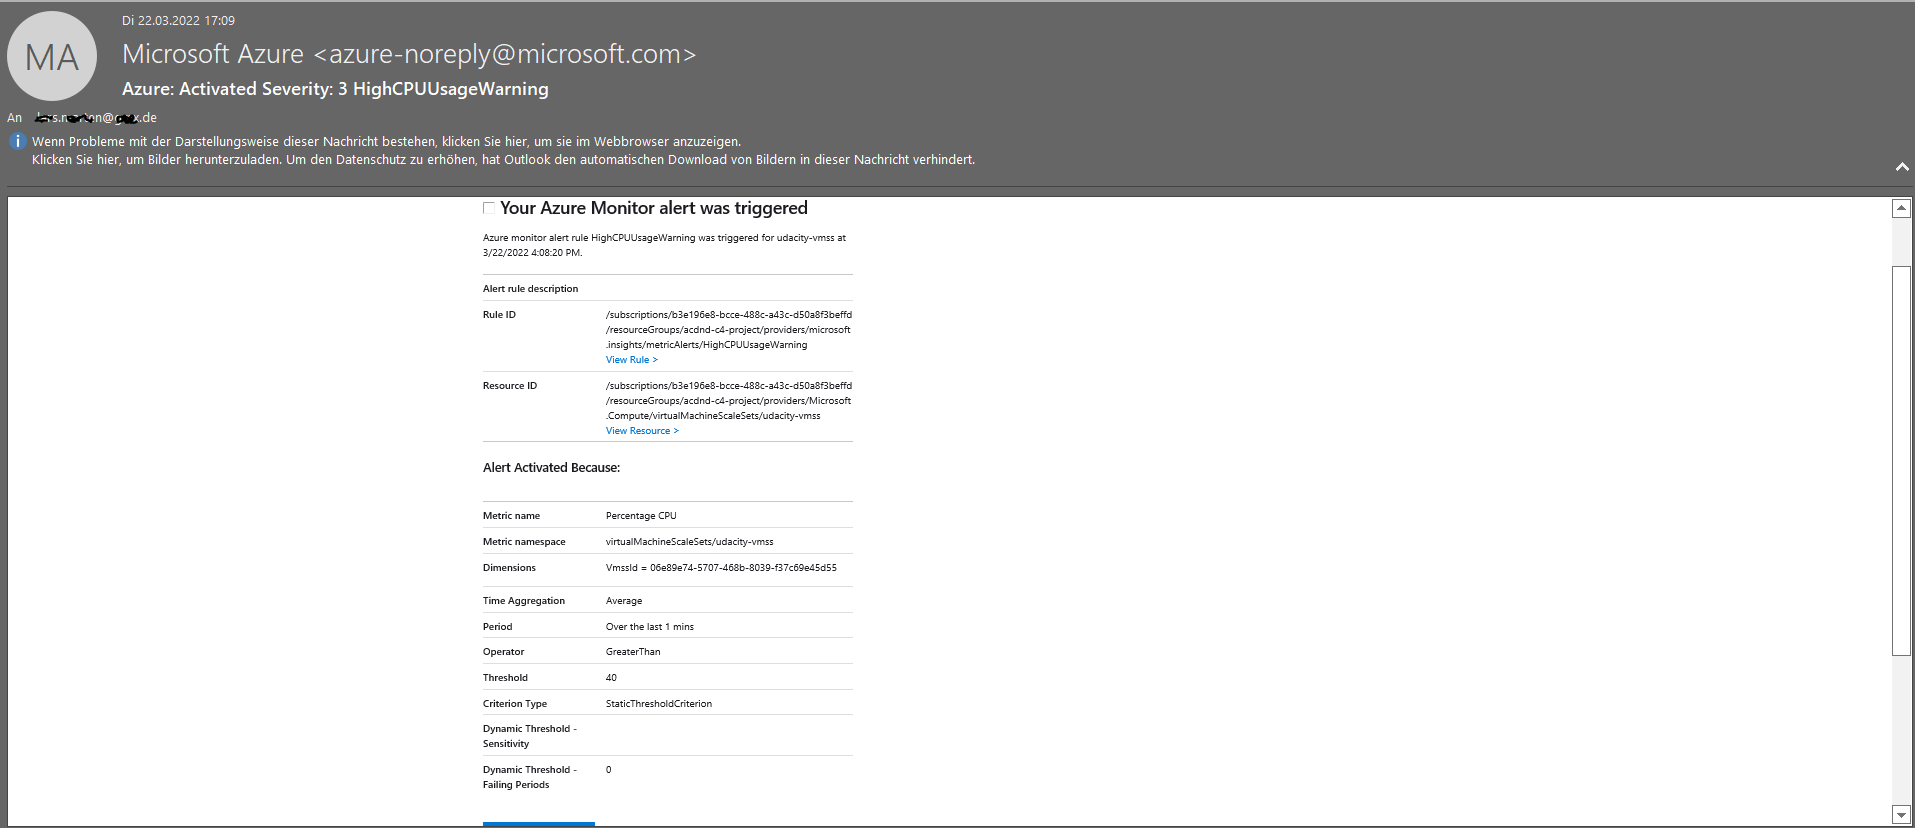 Di 22.03.2022 17:09
MA
Microsoft Azure <azure-noreply@microsoft.com>
Azure: Activated Severity: 3 HighCPUUsageWarning
An
Wenn Probleme mit der Darstellungsweise dieser Nachricht bestehen, klicken Sie hier, um sie im Webbrowser anzuzeigen.
Klicken Sie hier, um Bilder herunterzuladen. Um den Datenschutz zu erhöhen, hat Outlook den automatischen Download von Bildern in dieser Nachricht verhindert.
Your Azure Monitor alert was triggered
Azure monitor alert rule HighCPUUsageWarning was triggered for udacity-vmss at
3/22/2022 4:08:20 PM.
Alert rule description
Rule ID /subscriptions/b3e196e8-bcce-488c-a43c-d50a8f3beffd
/resourceGroups/acdnd-c4-project/providers/microsoft
.insights/metricAlerts/HighCPUUsageWarning
View Rule >
Resource ID /subscriptions/b3e196e8-bcce-488c-a43c-d50a8f3beffd
/resourceGroups/acdnd-c4-project/providers/Microsoft
.Compute/virtualMachineScaleSets/udacity-vmss
View Resource >
Alert Activated Because:
Metric name Percentage CPU
Metric namespace virtualMachineScaleSets/udacity-vmss
Dimensions VmssId = 06e89e74-5707-468b-8039-f37c69e45d55
Time Aggregation Average
Period Over the last 1 mins
Operator GreaterThan
Threshold 40
Criterion Type StaticThresholdCriterion
Dynamic Threshold -
Sensitivity
Dynamic Threshold - 0
Failing Periods